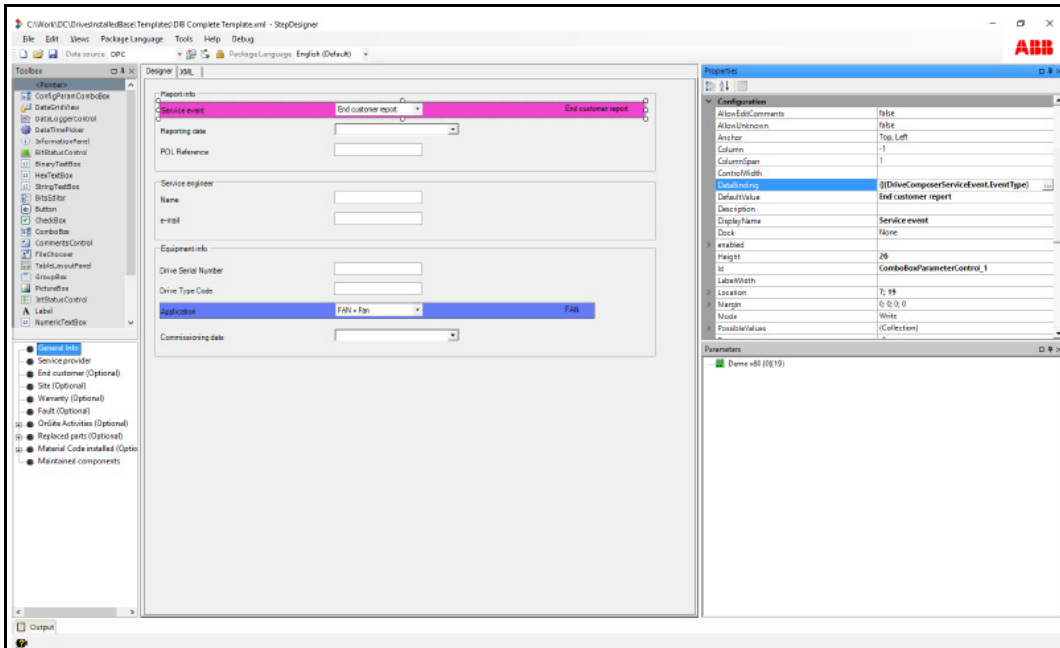 C:\Work\DC\DrivesInstalledBase\Templates\DIB Complete Template.xml - StepDesigner
File Edit Views Package Language Tools Help Debug
Data source OPC Package Language English (Default)
ABB
Toolbox
<Pointer>
ConfigParamComboBox
DataGridView
DataLoggerControl
DateTimePicker
InformationPanel
BitStatusControl
BinaryTextBox
HexTextBox
StringTextBox
BitsEditor
Button
CheckBox
ComboBox
CommentsControl
FileChooser
TableLayoutPanel
GroupBox
PictureBox
IntStatusControl
Label
NumericTextBox
General Info
Service provider
End customer (Optional)
Site (Optional)
Warranty (Optional)
Fault (Optional)
OnSite Activities (Optional)
Replaced parts (Optional)
Material Code installed (Optio
Maintained components
Designer XML
Report info
Service event End customer report End customer report
Reporting date
POL Reference
Service engineer
Name
e-mail
Equipment info
Drive Serial Number
Drive Type Code
Application FAN = Fan FAN
Commissioning date
Properties
Configuration
AllowEditComments false
AllowUnknown false
Anchor Top, Left
Column -1
ColumnSpan 1
ControlWidth
DataBinding {}{DriveComposerServiceEvent.EventType} ...
DefaultValue End customer report
Description
DisplayName Service event
Dock None
enabled
Height 26
Id ComboBoxParameterControl_1
LabelWidth
Location 7; 19
Margin 0; 0; 0; 0
Mode Write
PossibleValues (Collection)
Parameters
Demo x80 {0}{19}
Output